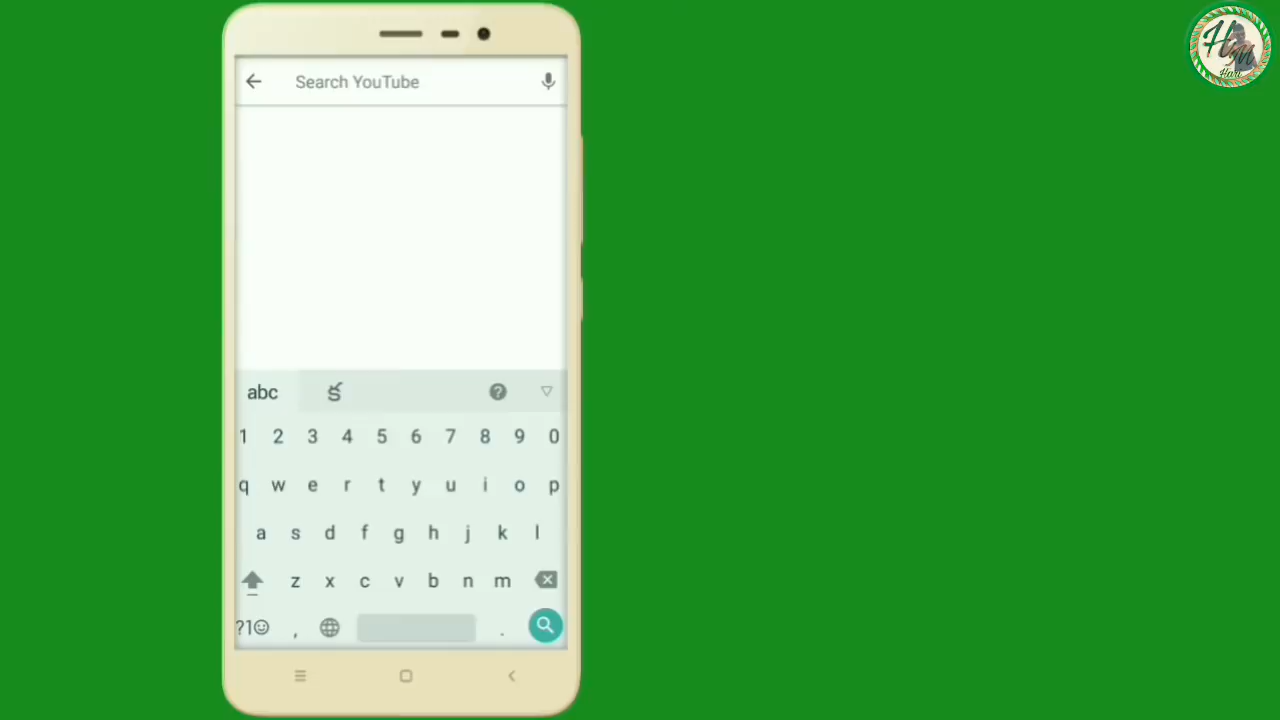 Search YouTube
abc క
1 2 3 4 5 6 7 8 9 0
q w e r t y u i o p
a s d f g h j k l
z x c v b n m
?1 , .